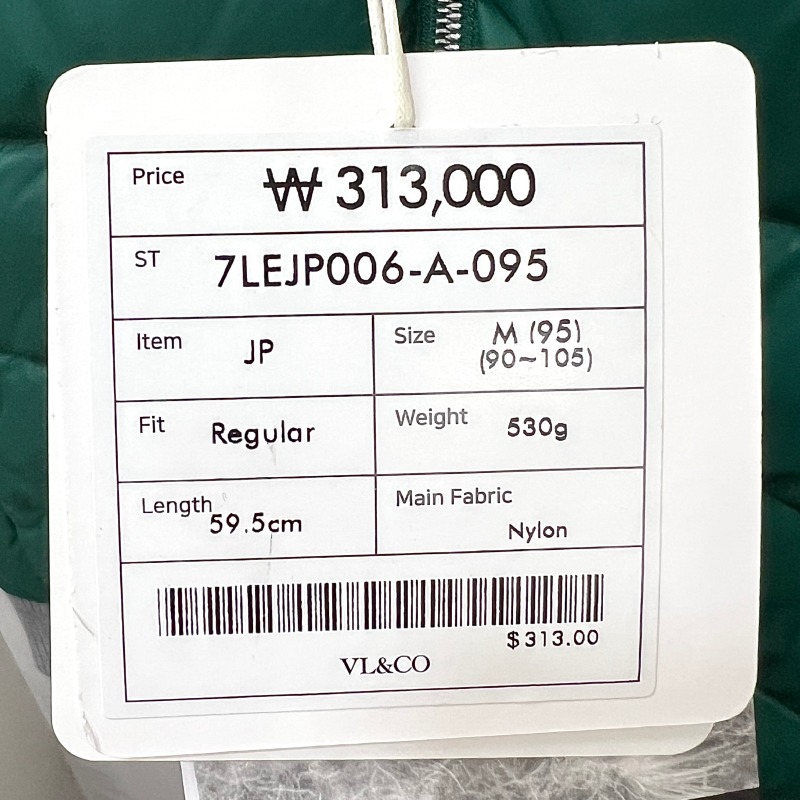 Price ₩ 313,000
ST 7LEJP006-A-095
Item JP
Size M (95)
(90~105)
Fit Regular
Weight 530g
Length 59.5cm
Main Fabric
Nylon
$313.00
VL&CO